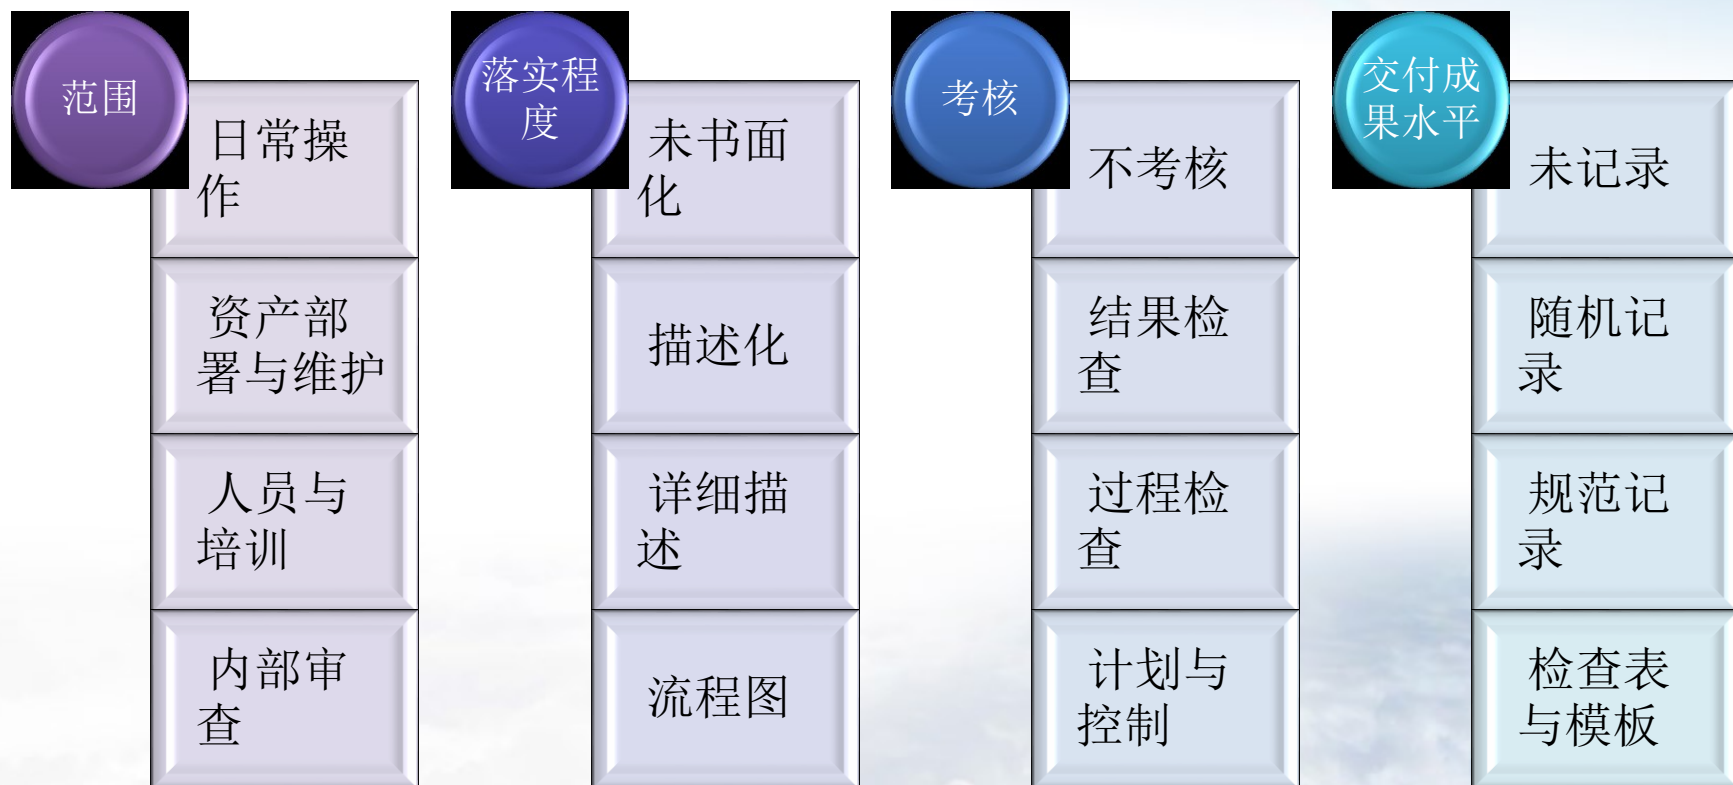 范围
日常操
作
资产部
署与维护
人员与
培训
内部审
查
落实程
度
未书面
化
描述化
详细描
述
流程图
考核
不考核
结果检
查
过程检
查
计划与
控制
交付成
果水平
未记录
随机记
录
规范记
录
检查表
与模板